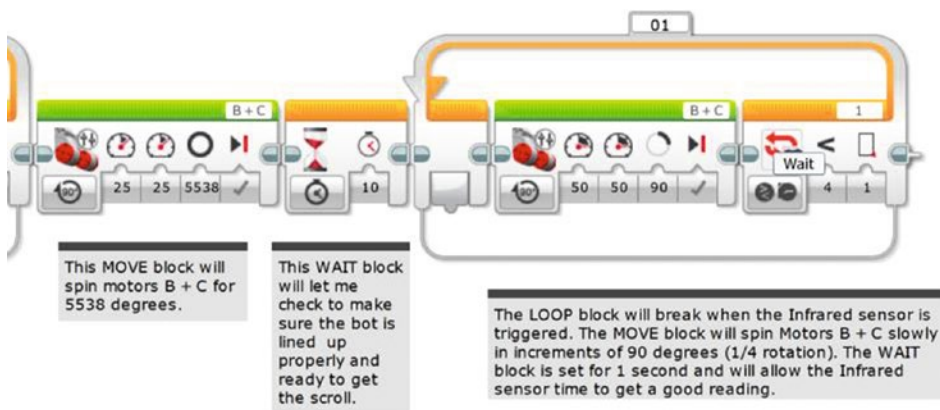 01
B + C
B + C
1
25 25 5538
10
50 50 90
Wait
4 1
90°
90°
This MOVE block will
spin motors B + C for
5538 degrees.
This WAIT block
will let me
check to make
sure the bot is
lined up
properly and
ready to get
the scroll.
The LOOP block will break when the Infrared sensor is
triggered. The MOVE block will spin Motors B + C slowly
in increments of 90 degrees (1/4 rotation). The WAIT
block is set for 1 second and will allow the Infrared
sensor time to get a good reading.